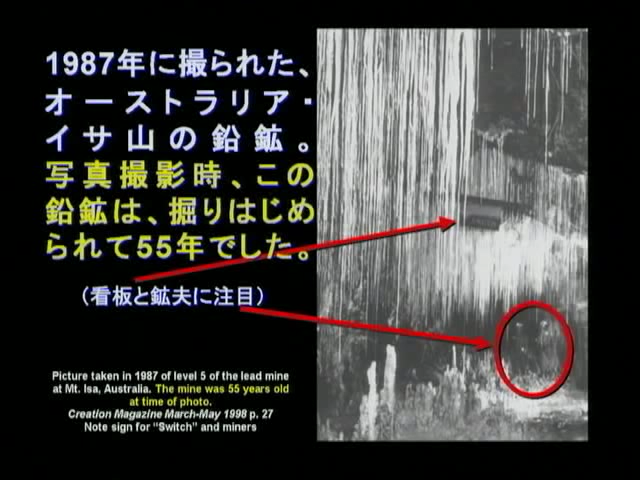 1987年に撮られた、
オーストラリア・
イサ山の鉛鉱。
写真撮影時、この
鉛鉱は、掘りはじめ
られて55年でした。
（看板と鉱夫に注目）
Picture taken in 1987 of level 5 of the lead mine
at Mt. Isa, Australia. The mine was 55 years old
at time of photo.
Creation Magazine March-May 1998 p. 27
Note sign for “Switch” and miners